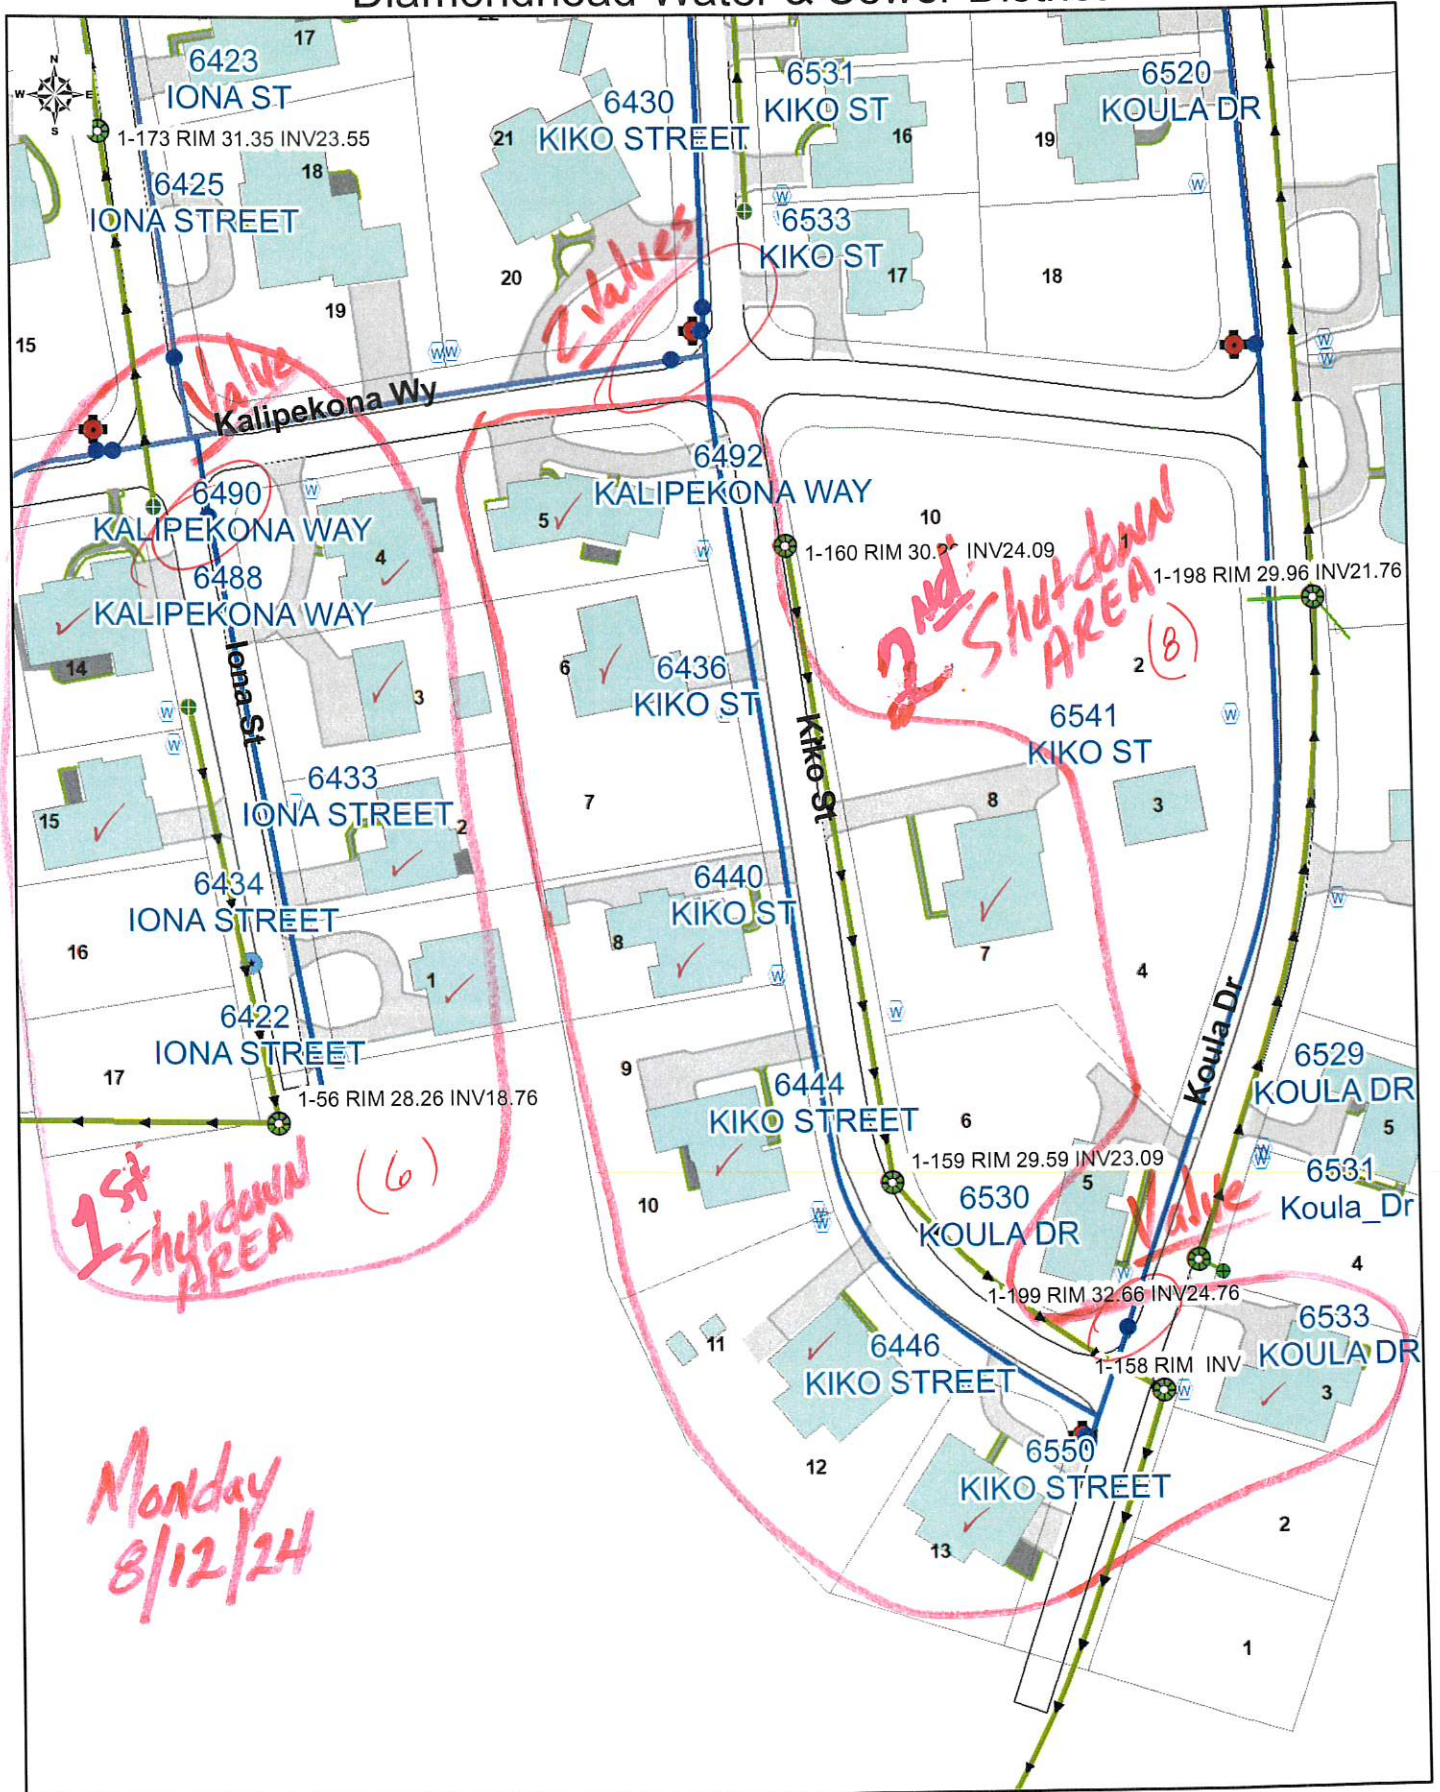 Diamondhead Water & Sewer District
N
W E
S
17
22
6423
IONA ST
6430
KIKO STREET
6531
KIKO ST
6520
KOULA DR
1-173 RIM 31.35 INV23.55
21
16
19
18
6425
IONA STREET
6533
KIKO ST
20
17
18
19
2 Valves
15
Valve
Kalipekona Wy
6492
KALIPEKONA WAY
6490
KALIPEKONA WAY
5
10
1
4
1-160 RIM 30. INV24.09
1-198 RIM 29.96 INV21.76
6488
KALIPEKONA WAY
2nd
Shutdown
AREA
(8)
14
Iona St
3
6
6436
KIKO ST
2
6541
KIKO ST
Kiko St
6433
IONA STREET
15
2
7
8
3
6434
IONA STREET
6440
KIKO ST
16
8
7
4
1
Koula Dr
6422
IONA STREET
17
9
6444
KIKO STREET
6529
KOULA DR
1-56 RIM 28.26 INV18.76
6
5
1st
Shutdown
AREA
(6)
1-159 RIM 29.59 INV23.09
10
6530
KOULA DR
5
Valve
6531
Koula_Dr
4
1-199 RIM 32.66 INV24.76
11
6446
KIKO STREET
6533
KOULA DR
1-158 RIM INV
3
Monday
8/12/24
12
6550
KIKO STREET
13
2
1
W